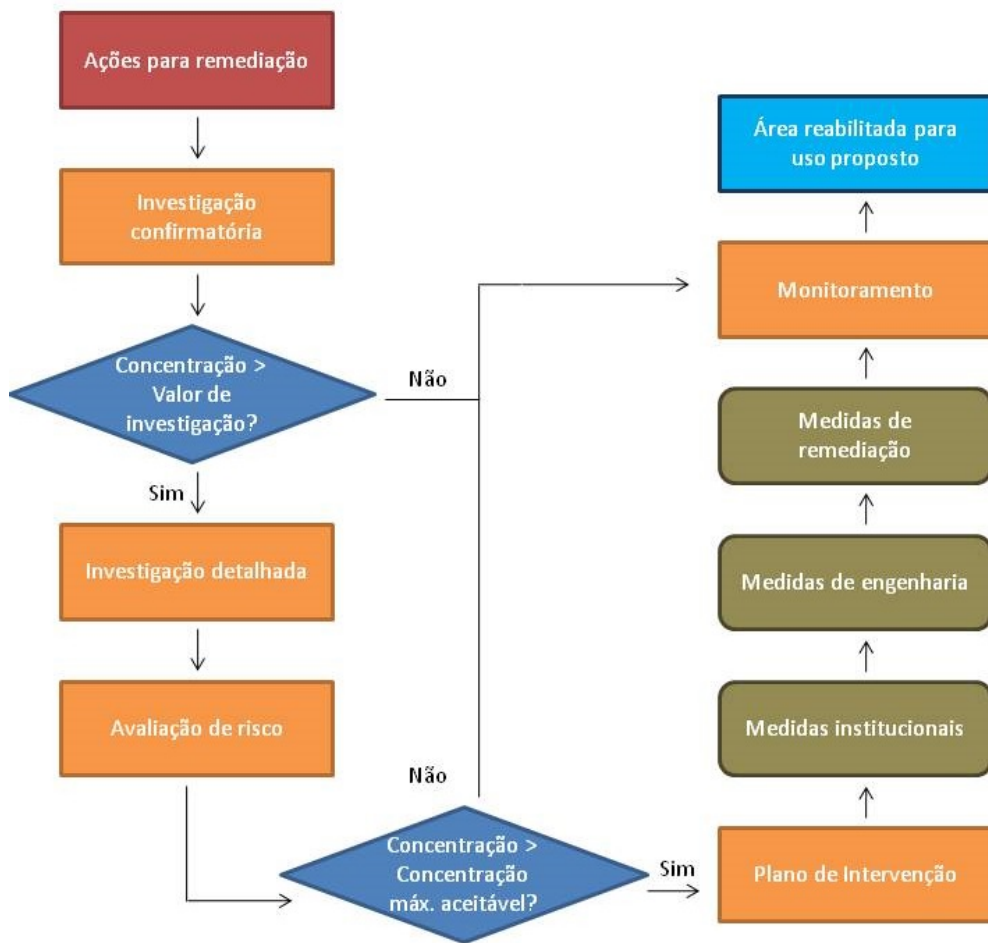 Ações para remediação
Investigação
confirmatória
Concentração >
Valor de
investigação?
Não
Sim
Investigação detalhada
Avaliação de risco
Não
Concentração >
Concentração
máx. aceitável?
Sim
Plano de Intervenção
Medidas institucionais
Medidas de engenharia
Medidas de
remediação
Monitoramento
Área reabilitada para
uso proposto